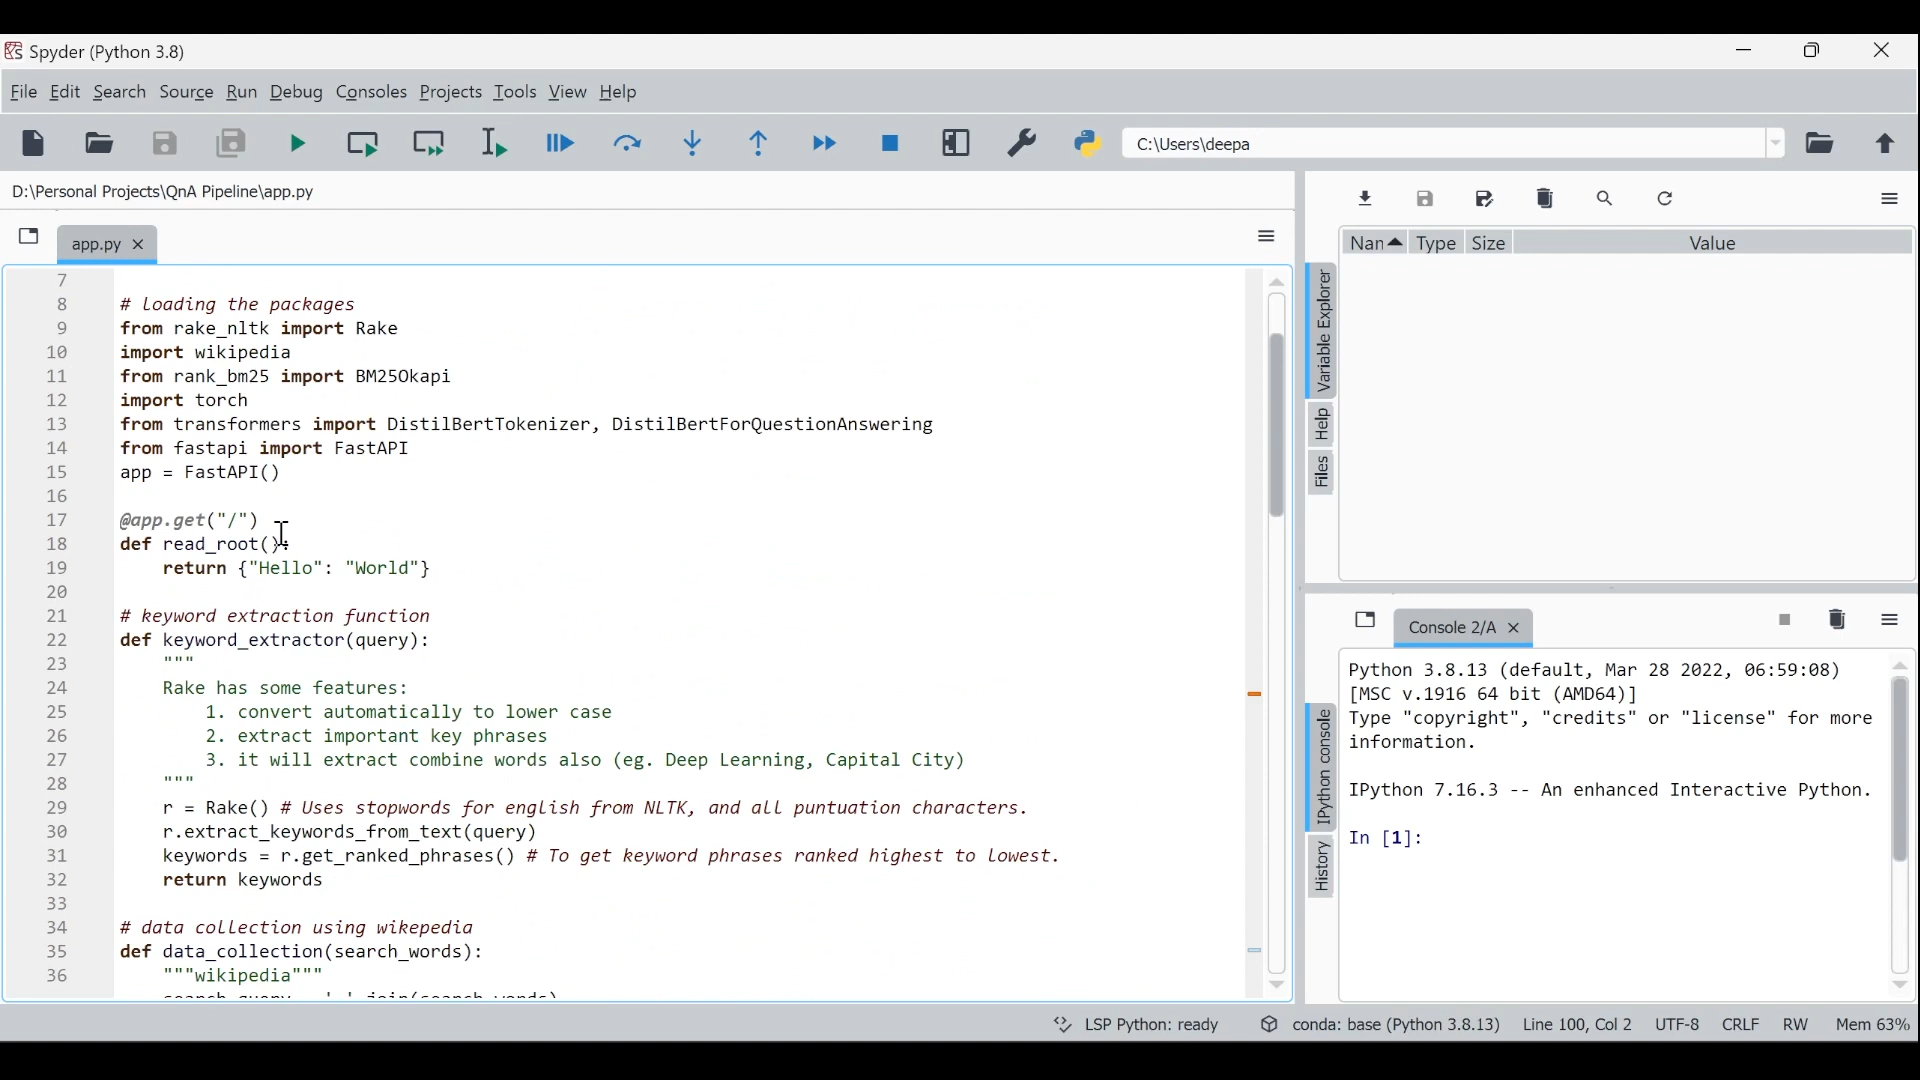 Spyder (Python 3.8)
File Edit Search Source Run Debug Consoles Projects Tools View Help
C:\Users\deepa
D:\Personal Projects\QnA Pipeline\app.py
app.py
7
8 # Loading the packages
9 from rake_nltk import Rake
10 import wikipedia
11 from rank_bm25 import BM25Okapi
12 import torch
13 from transformers import DistilBertTokenizer, DistilBertForQuestionAnswering
14 from fastapi import FastAPI
15 app = FastAPI()
16
17 @app.get("/")
18 def read_root():
19 return {"Hello": "World"}
20
21 # keyword extraction function
22 def keyword_extractor(query):
23 """
24 Rake has some features:
25 1. convert automatically to lower case
26 2. extract important key phrases
27 3. it will extract combine words also (eg. Deep Learning, Capital City)
28 """
29 r = Rake() # Uses stopwords for english from NLTK, and all puntuation characters.
30 r.extract_keywords_from_text(query)
31 keywords = r.get_ranked_phrases() # To get keyword phrases ranked highest to lowest.
32 return keywords
33
34 # data collection using wikepedia
35 def data_collection(search_words):
36 """wikipedia"""
Nan Type Size Value
Variable Explorer
Help
Files
Console 2/A
Python 3.8.13 (default, Mar 28 2022, 06:59:08)
[MSC v.1916 64 bit (AMD64)]
Type "copyright", "credits" or "license" for more
information.
IPython 7.16.3 -- An enhanced Interactive Python.
In [1]:
IPython console
History
LSP Python: ready conda: base (Python 3.8.13) Line 100, Col 2 UTF-8 CRLF RW Mem 63%